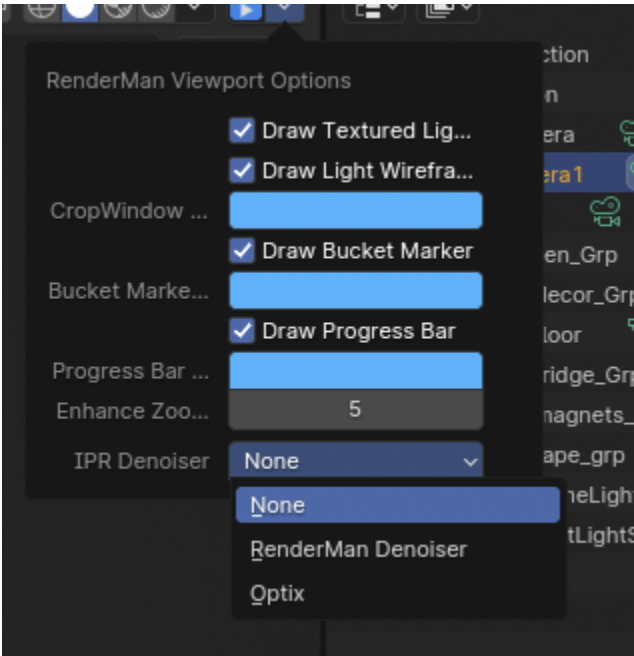 RenderMan Viewport Options
Draw Textured Lig...
Draw Light Wirefra...
CropWindow ...
Draw Bucket Marker
Bucket Marke...
Draw Progress Bar
Progress Bar ...
Enhance Zoo... 5
IPR Denoiser None
None
RenderMan Denoiser
Optix
ction
n
era
era1
en_Grp
decor_Grp
loor
ridge_Grp
magnets_
ape_grp
neLight
tLightS